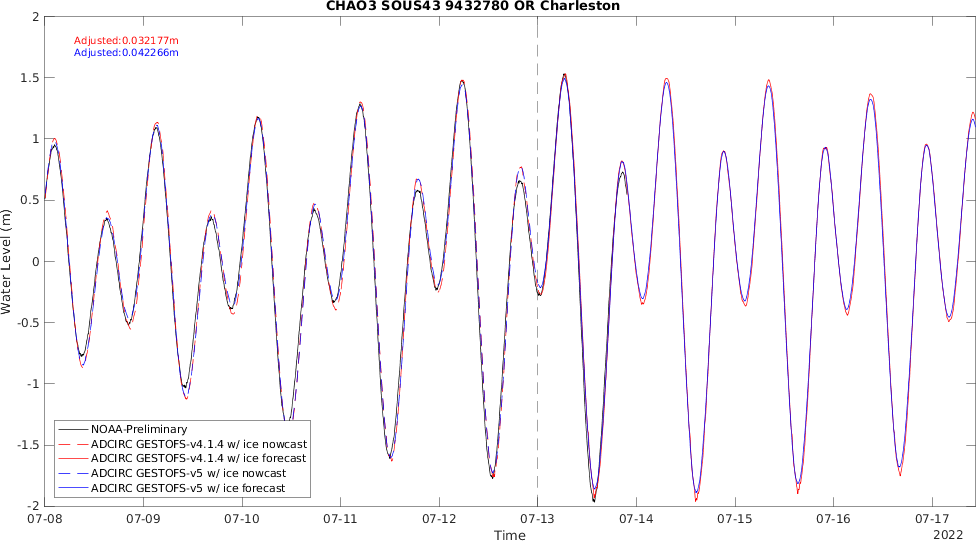 CHAO3 SOUS43 9432780 OR Charleston
Adjusted:0.032177m
Adjusted:0.042266m
2
1.5
1
0.5
0
-0.5
-1
-1.5
-2
Water Level (m)
NOAA-Preliminary
ADCIRC GESTOFS-v4.1.4 w/ ice nowcast
ADCIRC GESTOFS-v4.1.4 w/ ice forecast
ADCIRC GESTOFS-v5 w/ ice nowcast
ADCIRC GESTOFS-v5 w/ ice forecast
07-08 07-09 07-10 07-11 07-12 07-13 07-14 07-15 07-16 07-17
2022
Time